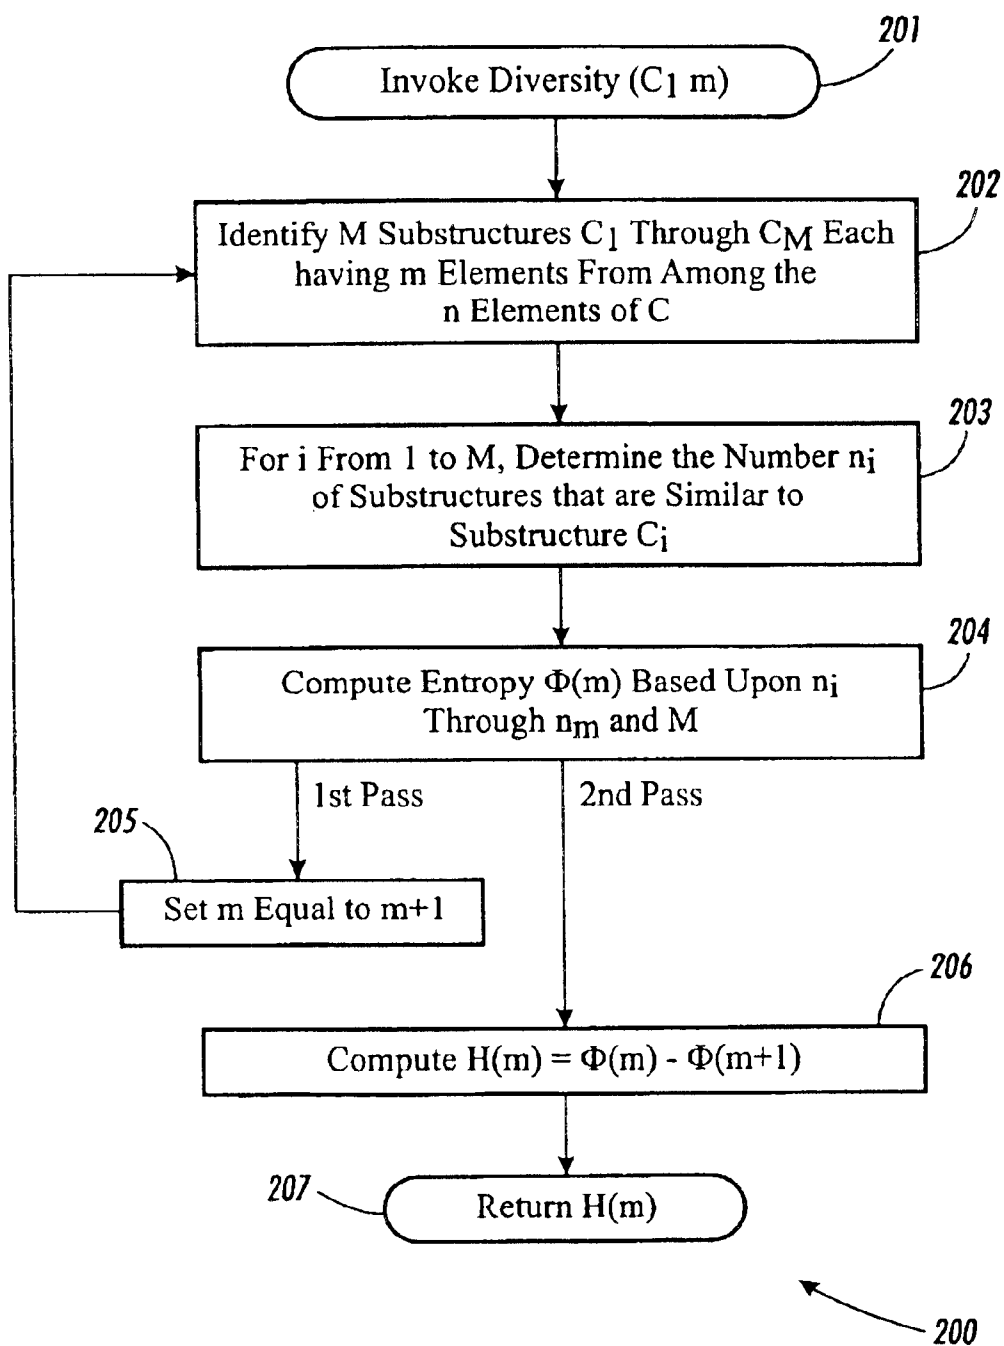 201
Invoke Diversity (C1 m)
202
Identify M Substructures C1 Through CM Each
having m Elements From Among the
n Elements of C
203
For i From 1 to M, Determine the Number ni
of Substructures that are Similar to
Substructure Ci
204
Compute Entropy Φ(m) Based Upon ni
Through nm and M
1st Pass
2nd Pass
205
Set m Equal to m+1
206
Compute H(m) = Φ(m) - Φ(m+1)
207
Return H(m)
200